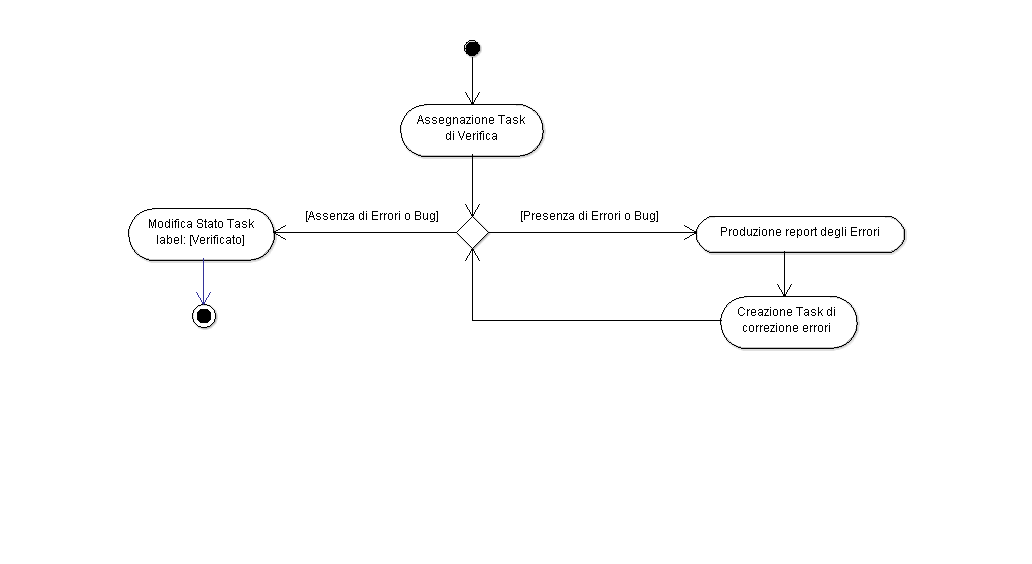 Assegnazione Task
di Verifica
[Assenza di Errori o Bug]
[Presenza di Errori o Bug]
Modifica Stato Task
label: [Verificato]
Produzione report degli Errori
Creazione Task di
correzione errori